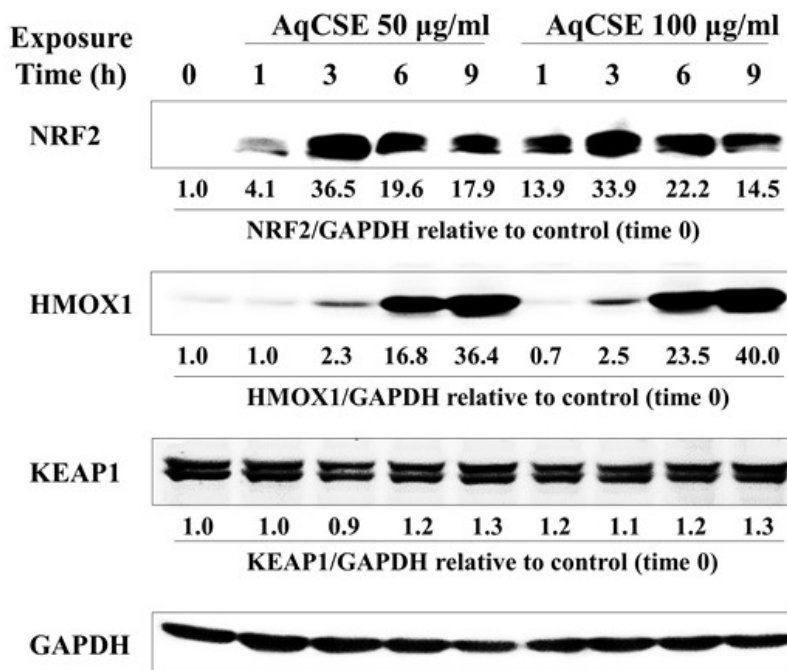 AqCSE 50 μg/ml AqCSE 100 μg/ml
Exposure
Time (h) 0 1 3 6 9 1 3 6 9
NRF2
1.0 4.1 36.5 19.6 17.9 13.9 33.9 22.2 14.5
NRF2/GAPDH relative to control (time 0)
HMOX1
1.0 1.0 2.3 16.8 36.4 0.7 2.5 23.5 40.0
HMOX1/GAPDH relative to control (time 0)
KEAP1
1.0 1.0 0.9 1.2 1.3 1.2 1.1 1.2 1.3
KEAP1/GAPDH relative to control (time 0)
GAPDH